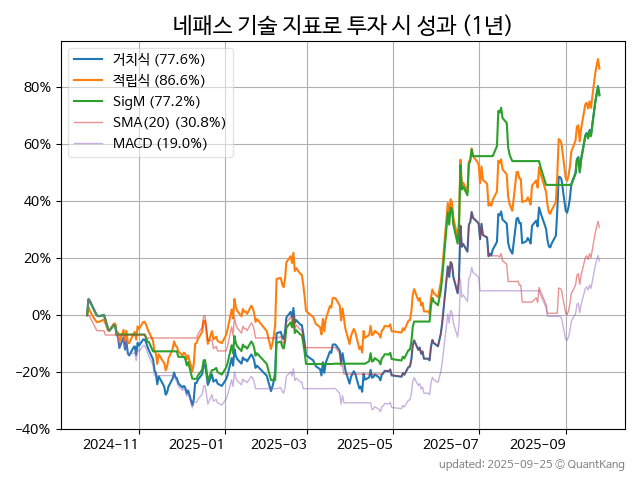 네패스 기술 지표로 투자 시 성과 (1년)
거치식 (77.6%)
적립식 (86.6%)
SigM (77.2%)
SMA(20) (30.8%)
MACD (19.0%)
80%
60%
40%
20%
0%
−20%
−40%
2024-11
2025-01
2025-03
2025-05
2025-07
2025-09
updated: 2025-09-25 © QuantKang